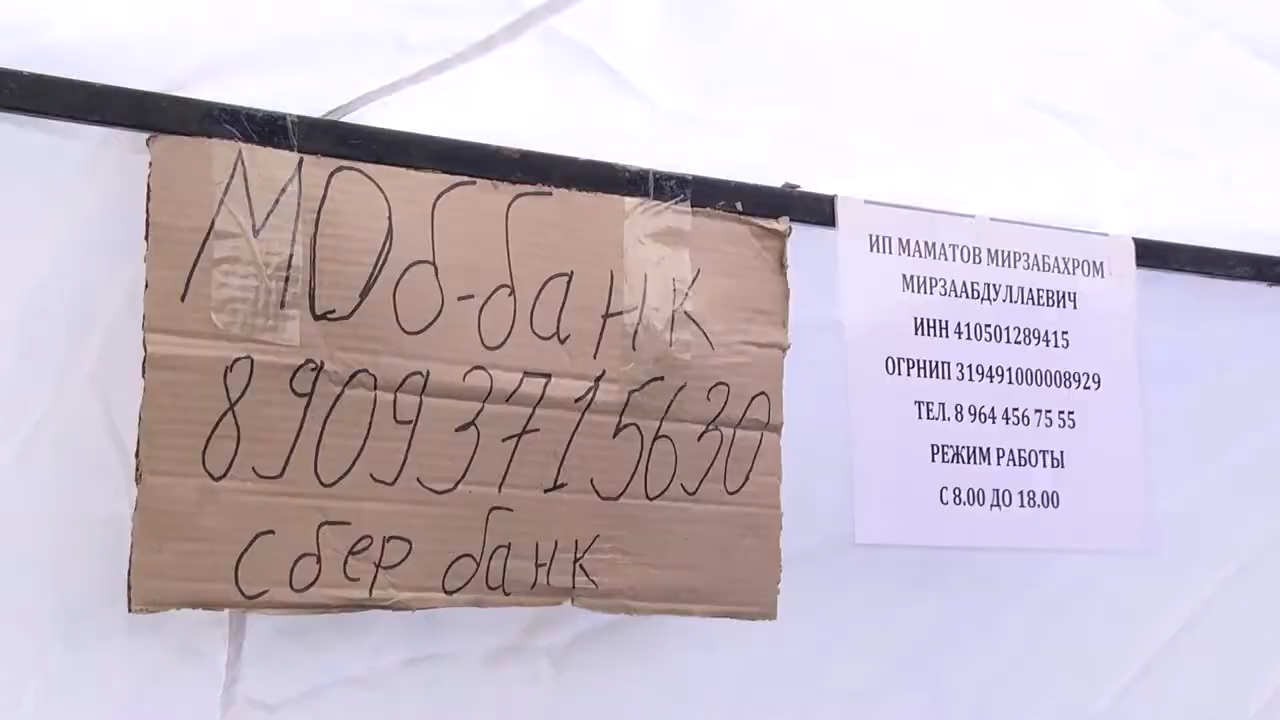 МОб-банк
89093715630
сбер банк
ИП МАМАТОВ МИРЗАБАХРОМ
МИРЗААБДУЛЛАЕВИЧ
ИНН 410501289415
ОГРНИП 319491000008929
ТЕЛ. 8 964 456 75 55
РЕЖИМ РАБОТЫ
С 8.00 ДО 18.00